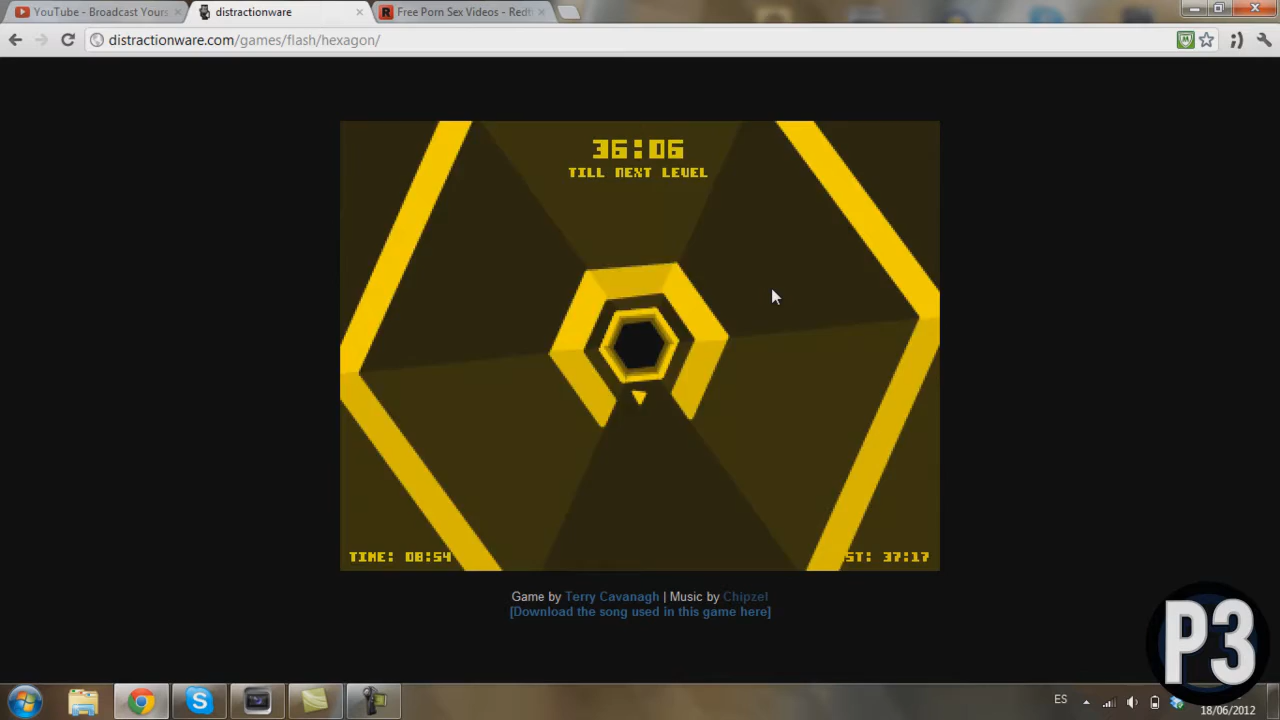 YouTube - Broadcast Yours
distractionware
Free Porn Sex Videos - Redt
distractionware.com/games/flash/hexagon/
36:06
TILL NEXT LEVEL
TIME: 08:54
ST: 37:17
Game by Terry Cavanagh | Music by Chipzel
[Download the song used in this game here]
P3
ES
18/06/2012